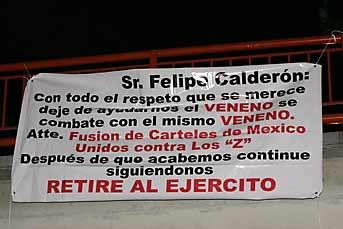 Sr. Felipe Calderón:
Con todo el respeto que se merece
deje de ayudarnos el VENENO se
combate con el mismo VENENO.
Atte. Fusion de Carteles de Mexico
Unidos contra Los "Z"
Después de quo acabemos continue
siguiendonos
RETIRE AL EJERCITO